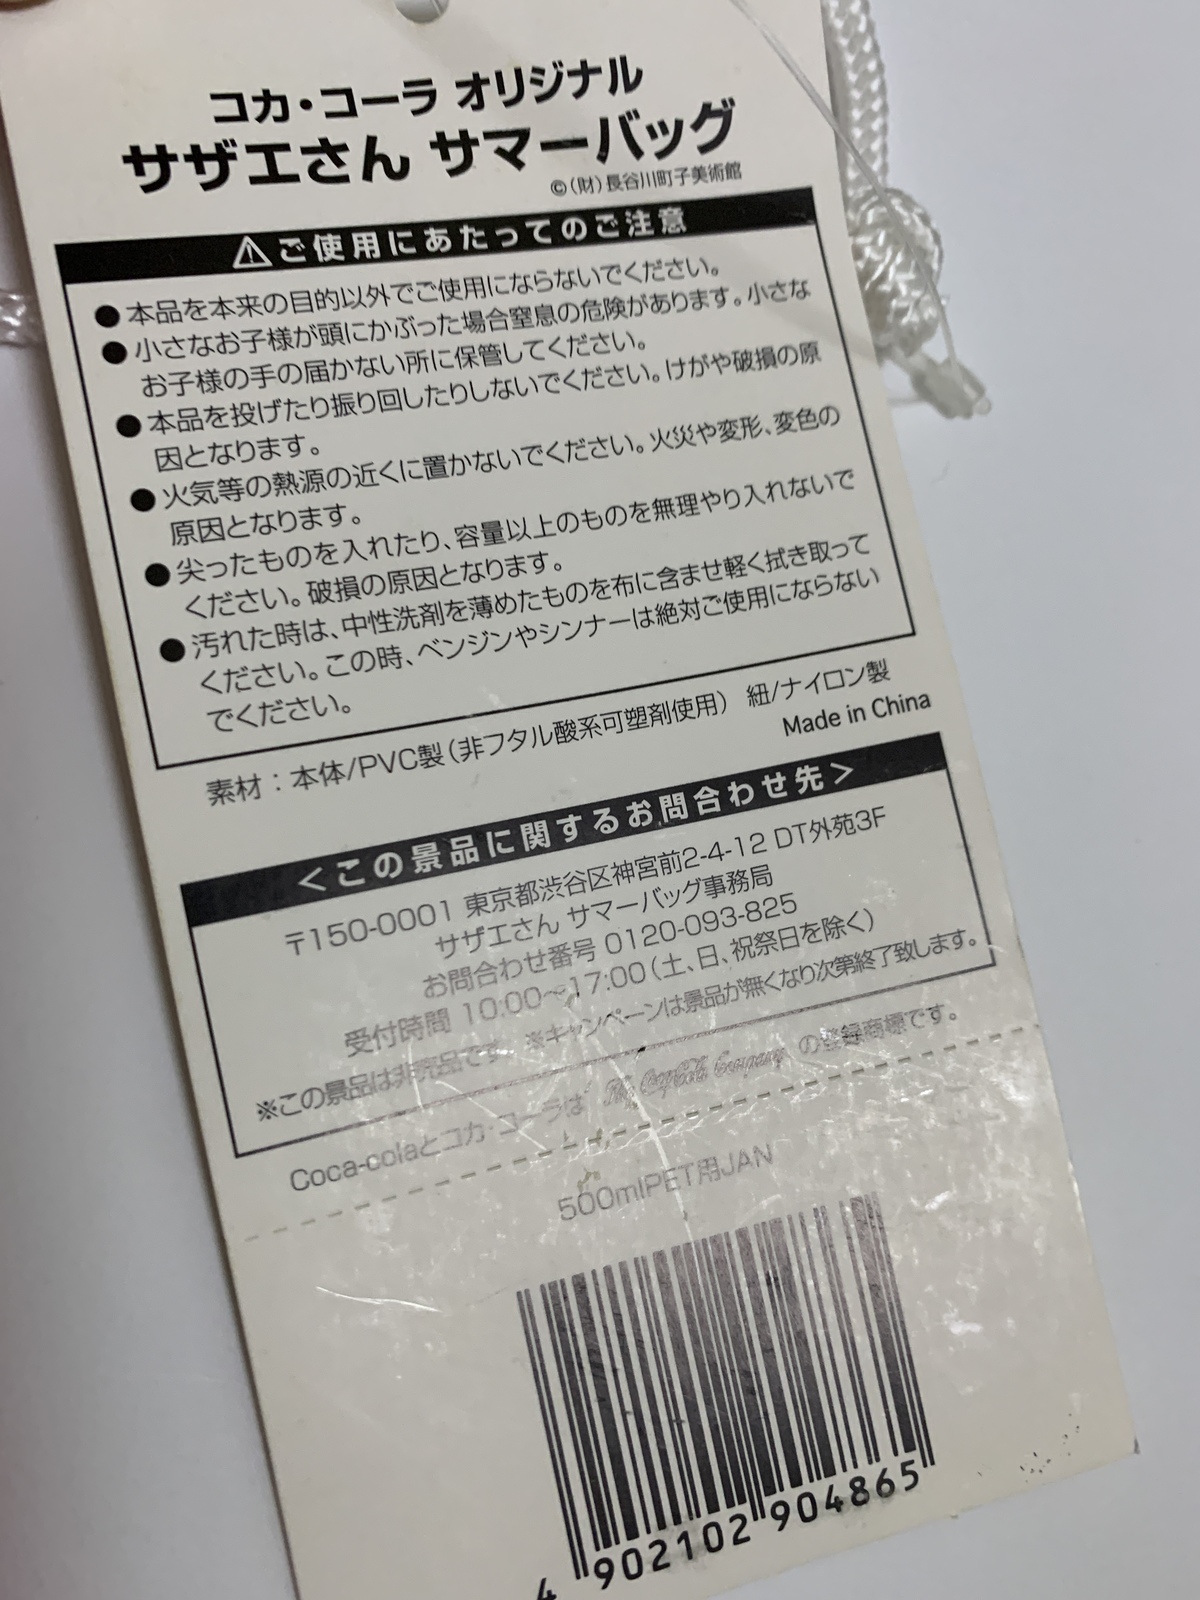 コカ・コーラ オリジナル
サザエさん サマーバッグ
©(財)長谷川町子美術館
⚠ご使用にあたってのご注意
●本品を本来の目的以外でご使用にならないでください。
●小さなお子様が頭にかぶった場合窒息の危険があります。小さな
お子様の手の届かない所に保管してください。
●本品を投げたり振り回したりしないでください。けがや破損の原
因となります。
●火気等の熱源の近くに置かないでください。火災や変形、変色の
原因となります。
●尖ったものを入れたり、容量以上のものを無理やり入れないで
ください。破損の原因となります。
●汚れた時は、中性洗剤を薄めたものを布に含ませ軽く拭き取って
ください。この時、ベンジンやシンナーは絶対ご使用にならない
でください。
素材：本体/PVC製(非フタル酸系可塑剤使用) 紐/ナイロン製
Made in China
<この景品に関するお問合わせ先>
〒150-0001 東京都渋谷区神宮前2-4-12 DT外苑3F
サザエさん サマーバッグ事務局
お問合わせ番号 0120-093-825
受付時間 10:00～17:00(土、日、祝祭日を除く)
※この景品は非売品です。※キャンペーンは景品が無くなり次第終了致します。
Coca-colaとコカ・コーラは The Coca-Cola Company の登録商標です。
500mlPET用JAN
4 902102 904865